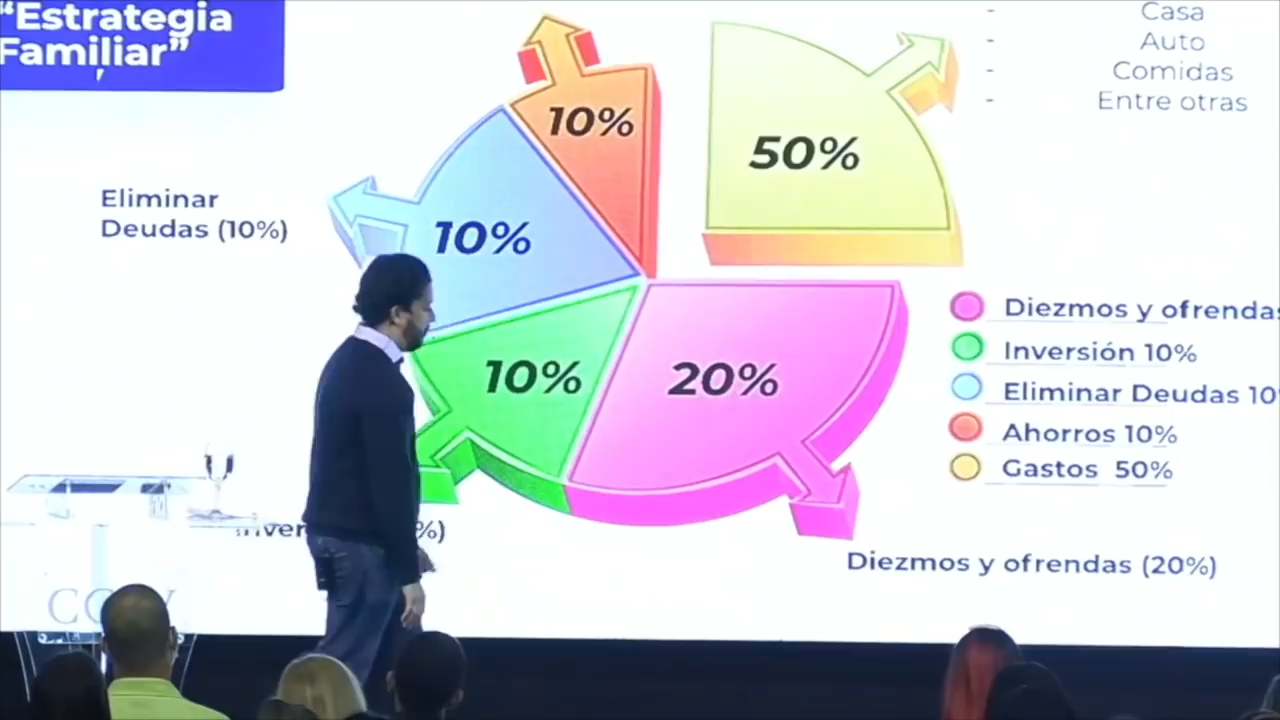 “Estrategia
Familiar”
- Casa
- Auto
- Comidas
- Entre otras
10%
50%
Eliminar
Deudas (10%)
10%
10%
20%
Diezmos y ofrendas
Inversión 10%
Eliminar Deudas 10
Ahorros 10%
Gastos 50%
%)
Diezmos y ofrendas (20%)